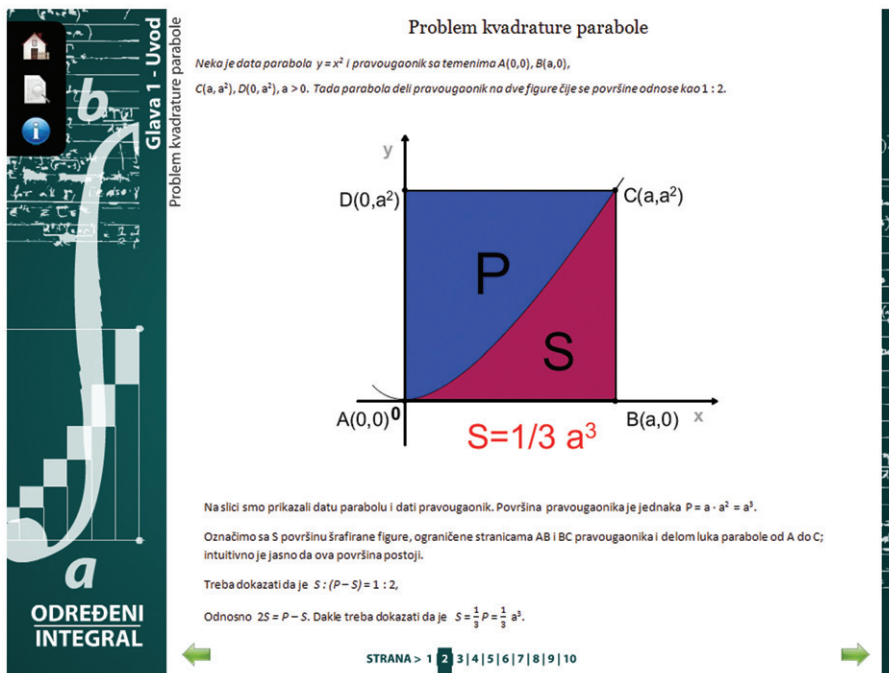 Glava 1 - Uvod
Problem kvadrature parabole
Problem kvadrature parabole
Neka je data parabola y = x² i pravougaonik sa temenima A(0,0), B(a,0),
C(a, a²), D(0, a²), a > 0. Tada parabola deli pravougaonik na dve figure čije se površine odnose kao 1 : 2.
y
D(0,a²)
C(a,a²)
P
S
A(0,0)
0
B(a,0)
x
S=1/3 a³
Na slici smo prikazali datu parabolu i dati pravougaonik. Površina pravougaonika je jednaka P = a · a² = a³.
Označimo sa S površinu šrafirane figure, ograničene stranicama AB i BC pravougaonika i delom luka parabole od A do C;
intuitivno je jasno da ova površina postoji.
Treba dokazati da je S : (P – S) = 1 : 2,
Odnosno 2S = P – S. Dakle treba dokazati da je S = 1/3 P = 1/3 a³.
b
a
ODREĐENI
INTEGRAL
STRANA > 1 | 2 | 3 | 4 | 5 | 6 | 7 | 8 | 9 | 10